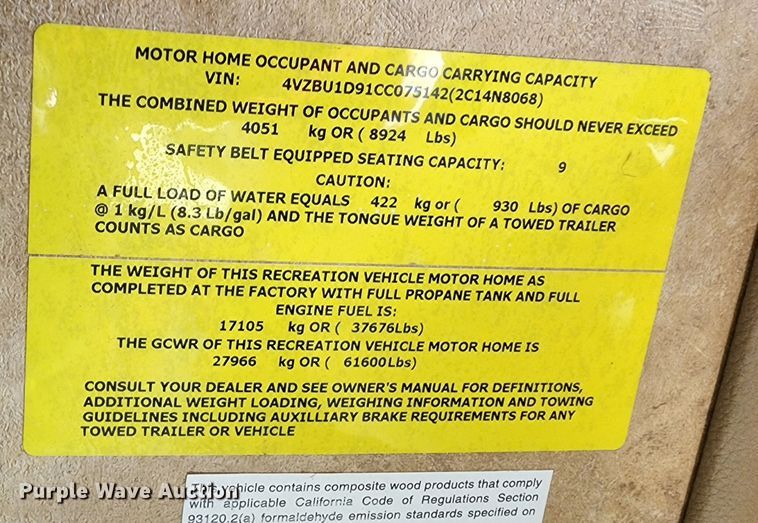 MOTOR HOME OCCUPANT AND CARGO CARRYING CAPACITY
VIN: 4VZBU1D91CC075142(2C14N8068)
THE COMBINED WEIGHT OF OCCUPANTS AND CARGO SHOULD NEVER EXCEED
4051 kg OR ( 8924 Lbs)
SAFETY BELT EQUIPPED SEATING CAPACITY: 9
CAUTION:
A FULL LOAD OF WATER EQUALS 422 kg or ( 930 Lbs) OF CARGO
@ 1 kg/L (8.3 Lb/gal) AND THE TONGUE WEIGHT OF A TOWED TRAILER
COUNTS AS CARGO
THE WEIGHT OF THIS RECREATION VEHICLE MOTOR HOME AS
COMPLETED AT THE FACTORY WITH FULL PROPANE TANK AND FULL
ENGINE FUEL IS:
17105 kg OR ( 37676Lbs)
THE GCWR OF THIS RECREATION VEHICLE MOTOR HOME IS
27966 kg OR ( 61600Lbs)
CONSULT YOUR DEALER AND SEE OWNER'S MANUAL FOR DEFINITIONS,
ADDITIONAL WEIGHT LOADING, WEIGHING INFORMATION AND TOWING
GUIDELINES INCLUDING AUXILLIARY BRAKE REQUIREMENTS FOR ANY
TOWED TRAILER OR VEHICLE
This vehicle contains composite wood products that comply
with applicable California Code of Regulations Section
93120.2(a) formaldehyde emission standards specified on
Purple Wave Auction